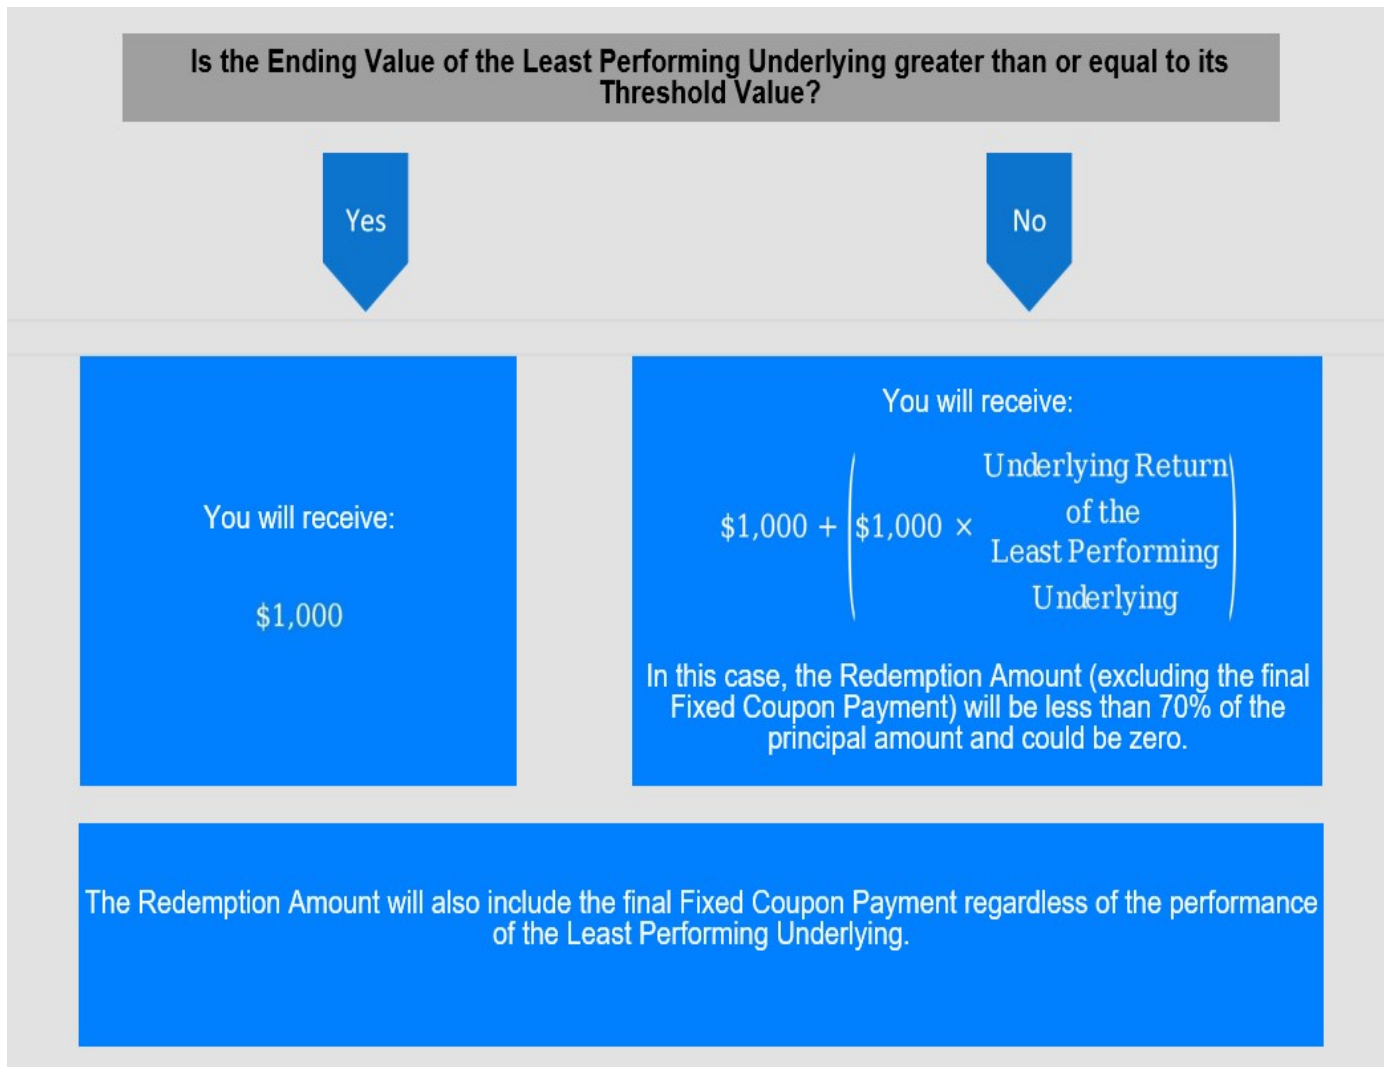 Is the Ending Value of the Least Performing Underlying greater than or equal to its
Threshold Value?
Yes
No
You will receive:
$1,000
You will receive:
$1,000 + ($1,000 × Underlying Return
of the
Least Performing
Underlying)
In this case, the Redemption Amount (excluding the final
Fixed Coupon Payment) will be less than 70% of the
principal amount and could be zero.
The Redemption Amount will also include the final Fixed Coupon Payment regardless of the performance
of the Least Performing Underlying.